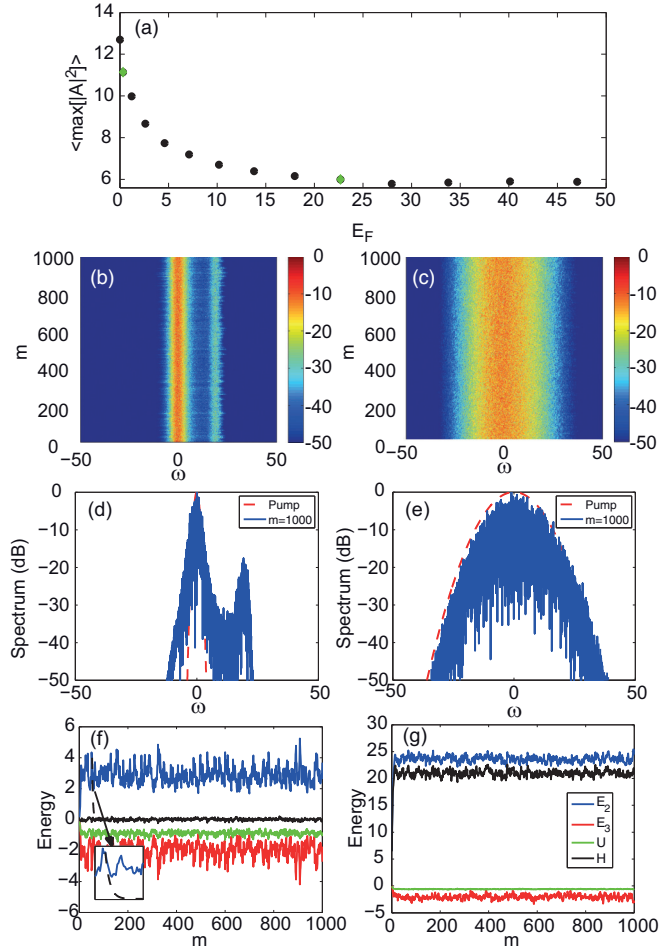 (a)
<max[|A|²]>
14
12
10
8
6
0 5 10 15 20 25 30 35 40 45 50
E_F
(b)
m
1000
800
600
400
200
0
−50 0 50
ω
0
−10
−20
−30
−40
−50
(c)
m
1000
800
600
400
200
0
−50 0 50
ω
0
−10
−20
−30
−40
−50
(d)
Pump
m=1000
Spectrum (dB)
0
−10
−20
−30
−40
−50
−50 0 50
ω
(e)
Pump
m=1000
Spectrum (dB)
0
−10
−20
−30
−40
−50
−50 0 50
ω
(f)
Energy
6
4
2
0
−2
−4
−6
0 200 400 600 800 1000
m
(g)
Energy
30
25
20
15
10
5
0
−5
0 200 400 600 800 1000
m
E₂
E₃
U
H